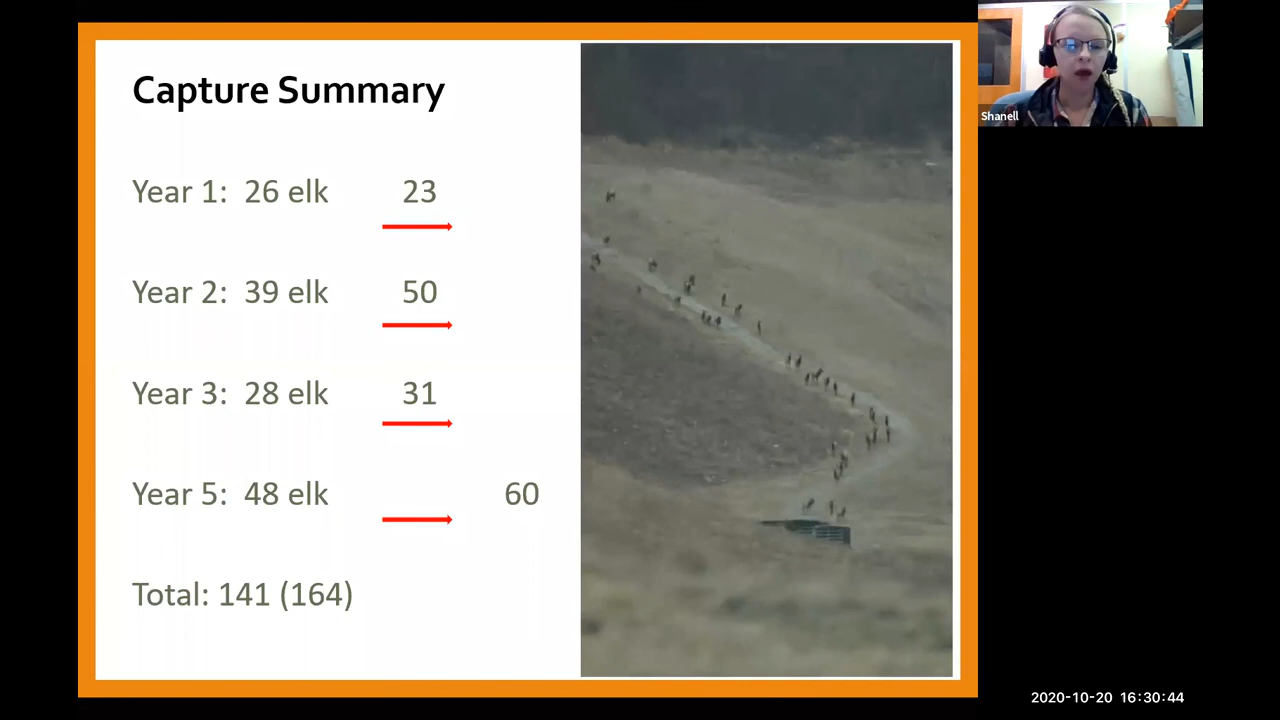 Capture Summary
Year 1: 26 elk 23
Year 2: 39 elk 50
Year 3: 28 elk 31
Year 5: 48 elk 60
Total: 141 (164)
Shanell
2020-10-20 16:30:44